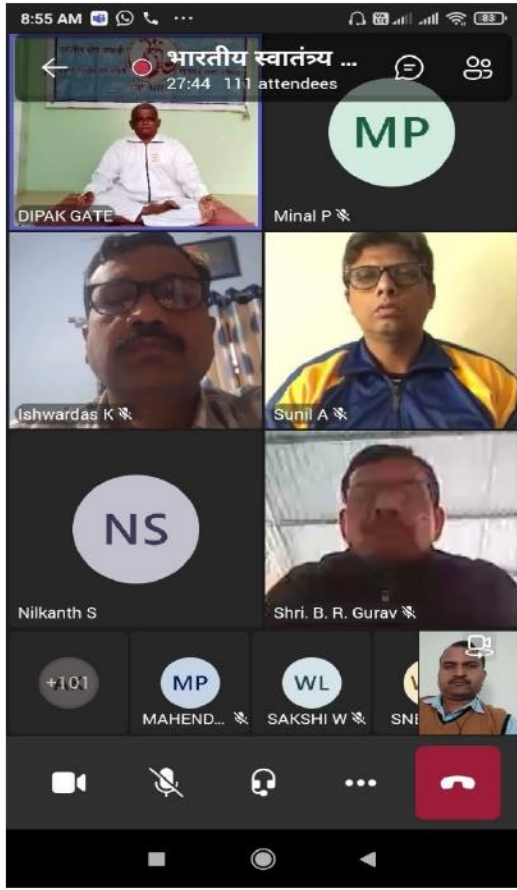 8:55 AM
83
भारतीय स्वातंत्र्य ...
27:44 111 attendees
DIPAK GATE
MP
Minal P
Ishwardas K
Sunil A
NS
Nilkanth S
Shri. B. R. Gurav
+101
MP
MAHEND...
WL
SAKSHI W
SNE